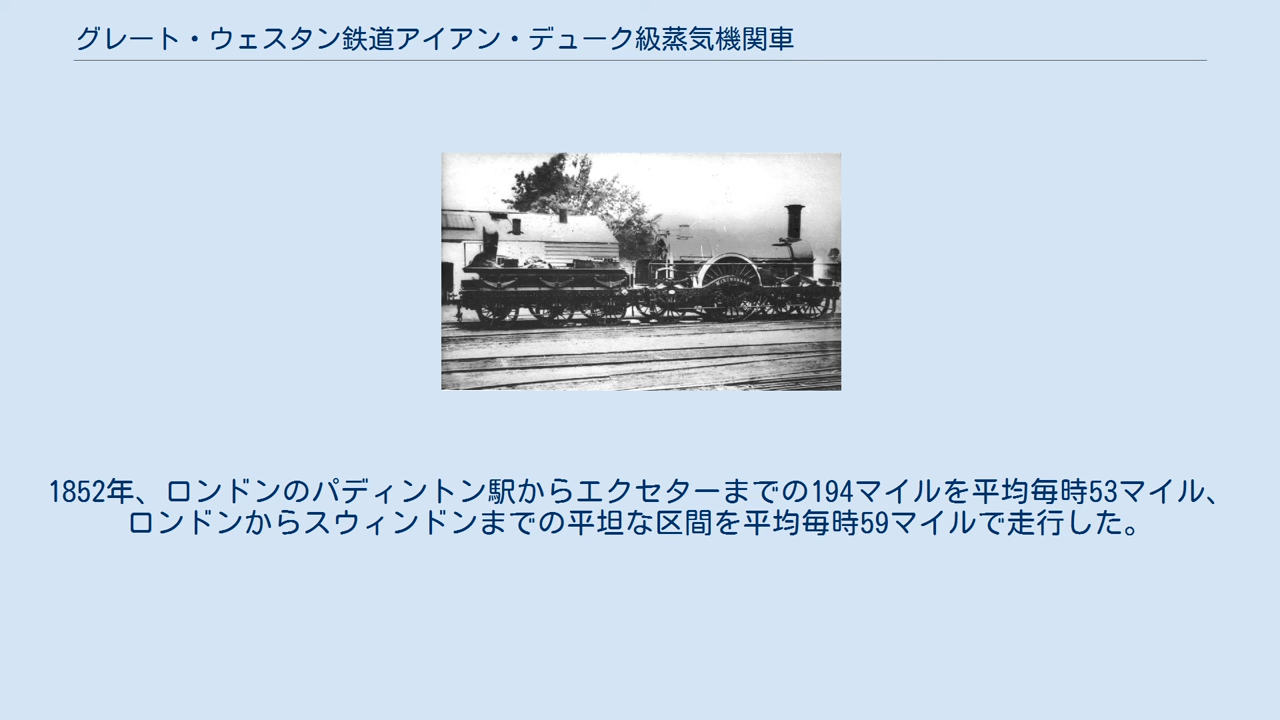 グレート・ウェスタン鉄道アイアン・デューク級蒸気機関車
1852年、ロンドンのパディントン駅からエクセターまでの194マイルを平均毎時53マイル、
ロンドンからスウィンドンまでの平坦な区間を平均毎時59マイルで走行した。